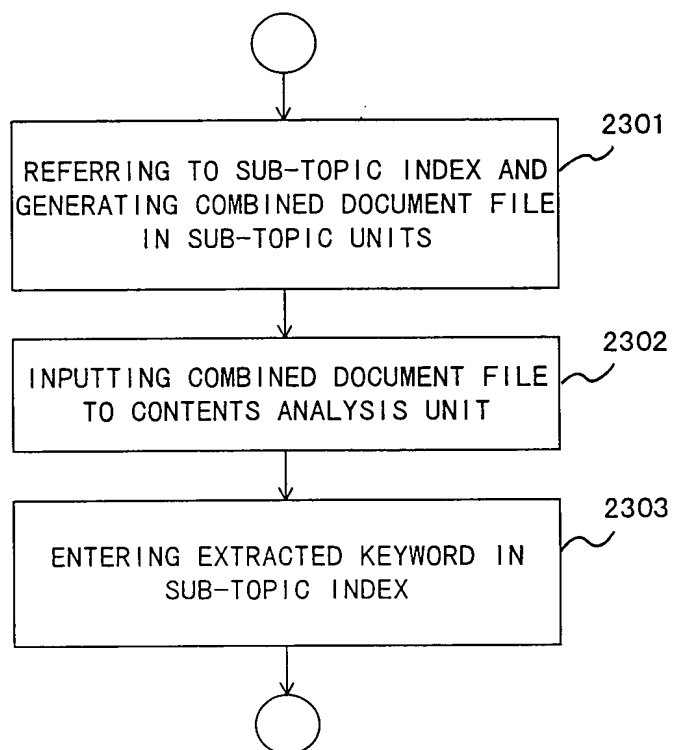 2301
REFERRING TO SUB-TOPIC INDEX AND
GENERATING COMBINED DOCUMENT FILE
IN SUB-TOPIC UNITS
2302
INPUTTING COMBINED DOCUMENT FILE
TO CONTENTS ANALYSIS UNIT
2303
ENTERING EXTRACTED KEYWORD IN
SUB-TOPIC INDEX